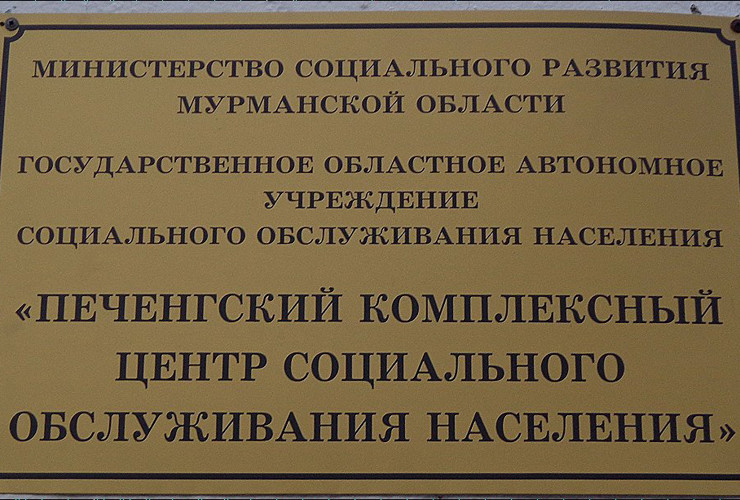 МИНИСТЕРСТВО СОЦИАЛЬНОГО РАЗВИТИЯ
МУРМАНСКОЙ ОБЛАСТИ
ГОСУДАРСТВЕННОЕ ОБЛАСТНОЕ АВТОНОМНОЕ
УЧРЕЖДЕНИЕ
СОЦИАЛЬНОГО ОБСЛУЖИВАНИЯ НАСЕЛЕНИЯ
«ПЕЧЕНГСКИЙ КОМПЛЕКСНЫЙ
ЦЕНТР СОЦИАЛЬНОГО
ОБСЛУЖИВАНИЯ НАСЕЛЕНИЯ»